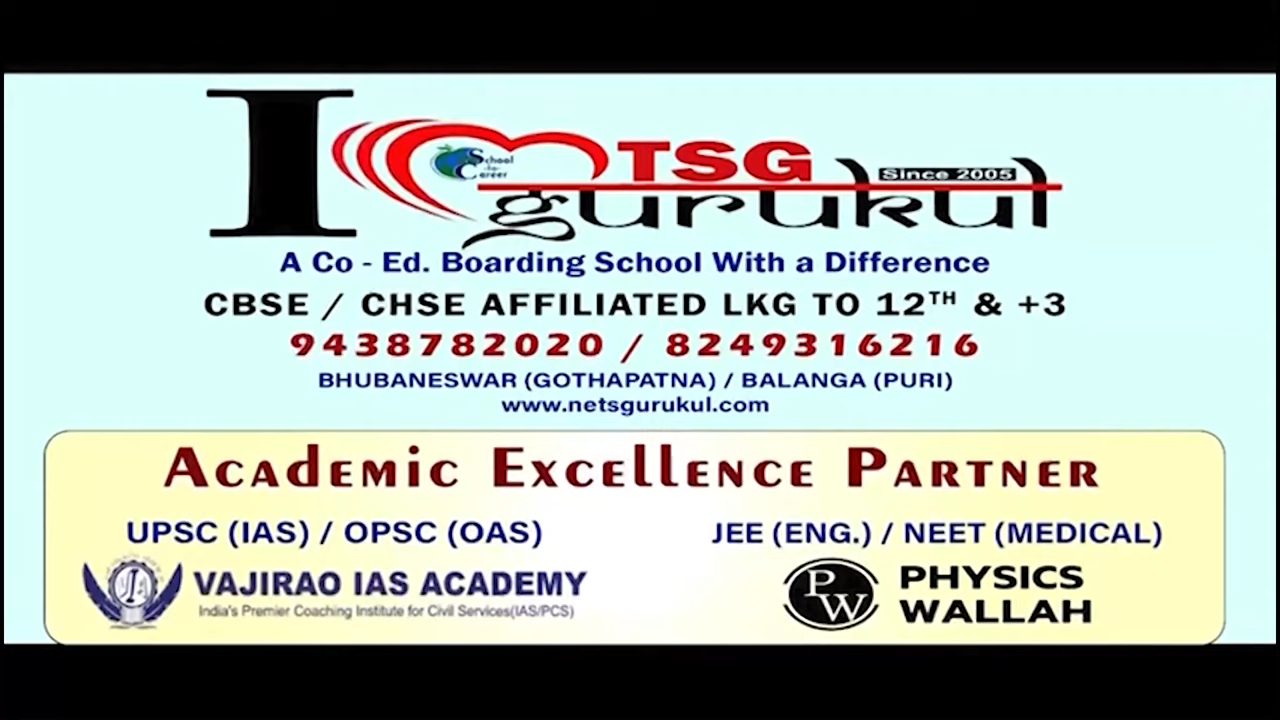 I TSG
School
-to-
Career
Since 2005
gurukul
A Co - Ed. Boarding School With a Difference
CBSE / CHSE AFFILIATED LKG TO 12TH & +3
9438782020 / 8249316216
BHUBANESWAR (GOTHAPATNA) / BALANGA (PURI)
www.netsgurukul.com
ACADEMIC EXCELLENCE PARTNER
UPSC (IAS) / OPSC (OAS)
VAJIRAO IAS ACADEMY
India's Premier Coaching Institute for Civil Services(IAS/PCS)
JEE (ENG.) / NEET (MEDICAL)
PW
PHYSICS
WALLAH